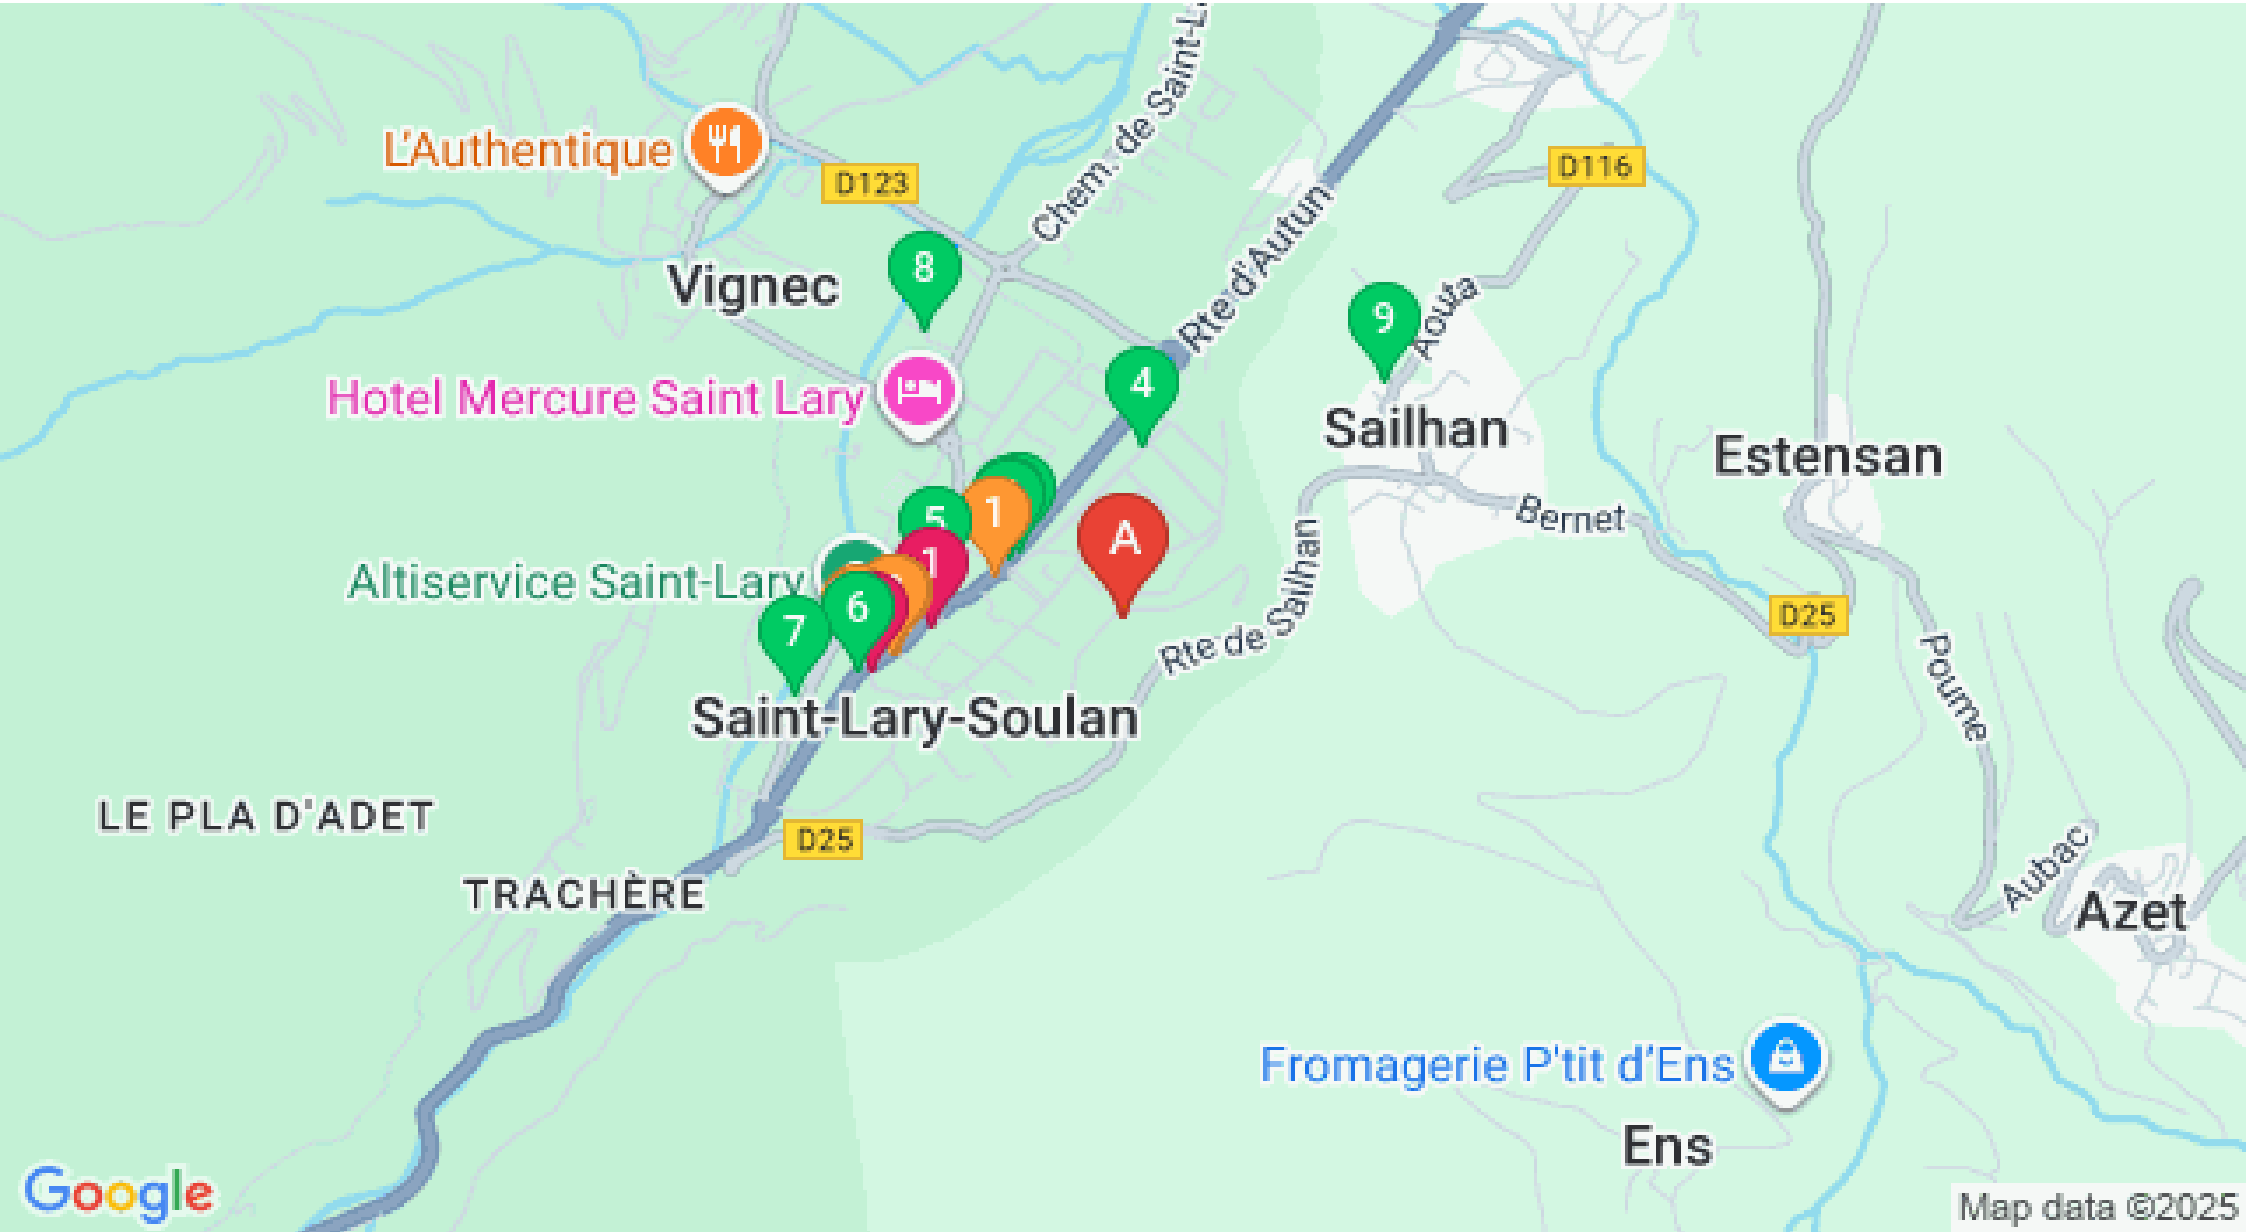 Chem. de Saint-L
L'Authentique
D123
D116
Rte d'Autun
Vignec
8
9
Aoula
4
Hotel Mercure Saint Lary
Sailhan
Estensan
Bernet
5
1
A
1
Altiservice Saint-Lary
6
7
Rte de Sailhan
D25
Poume
Saint-Lary-Soulan
LE PLA D'ADET
D25
TRACHÈRE
Aubac
Azet
Fromagerie P'tit d'Ens
Ens
Google
Map data ©2025